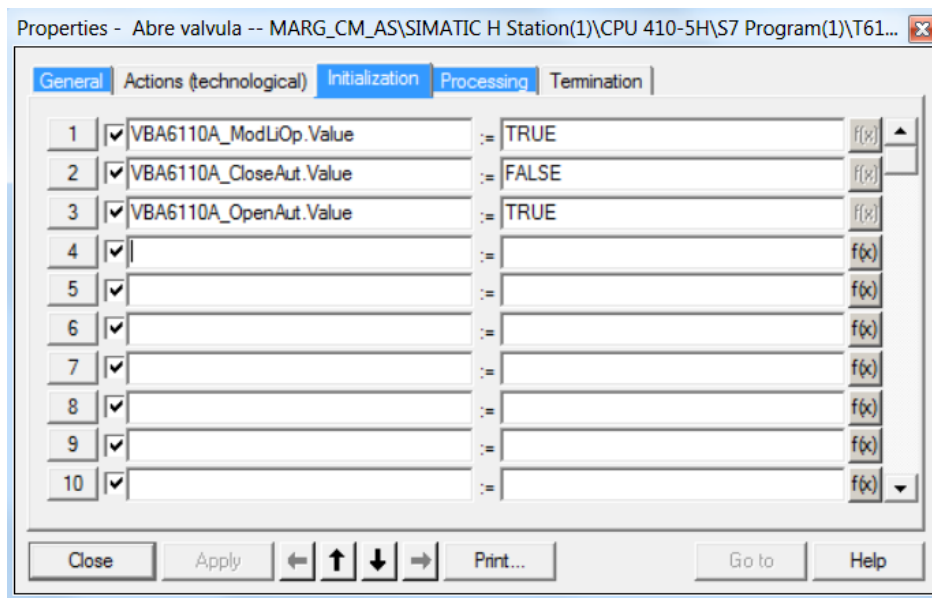 Properties - Abre valvula -- MARG_CM_AS\SIMATIC H Station(1)\CPU 410-5H\S7 Program(1)\T61...
General Actions (technological) Initialization Processing Termination
1 VBA6110A_ModLiOp.Value := TRUE f(x)
2 VBA6110A_CloseAut.Value := FALSE f(x)
3 VBA6110A_OpenAut.Value := TRUE f(x)
4 := f(x)
5 := f(x)
6 := f(x)
7 := f(x)
8 := f(x)
9 := f(x)
10 := f(x)
Close Apply Print... Go to Help